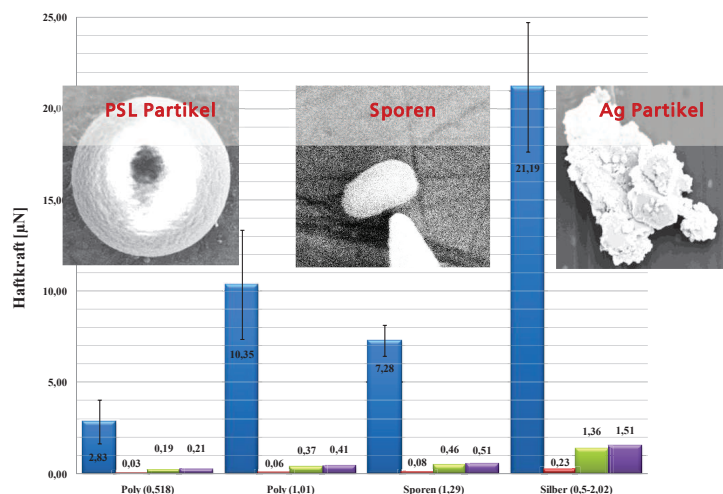 25,00
20,00
15,00
10,00
5,00
0,00
Haftkraft [µN]
PSL Partikel
Sporen
Ag Partikel
2,83
0,03
0,19
0,21
10,35
0,06
0,37
0,41
7,28
0,08
0,46
0,51
21,19
0,23
1,36
1,51
Poly (0,518)
Poly (1,01)
Sporen (1,29)
Silber (0,5-2,02)